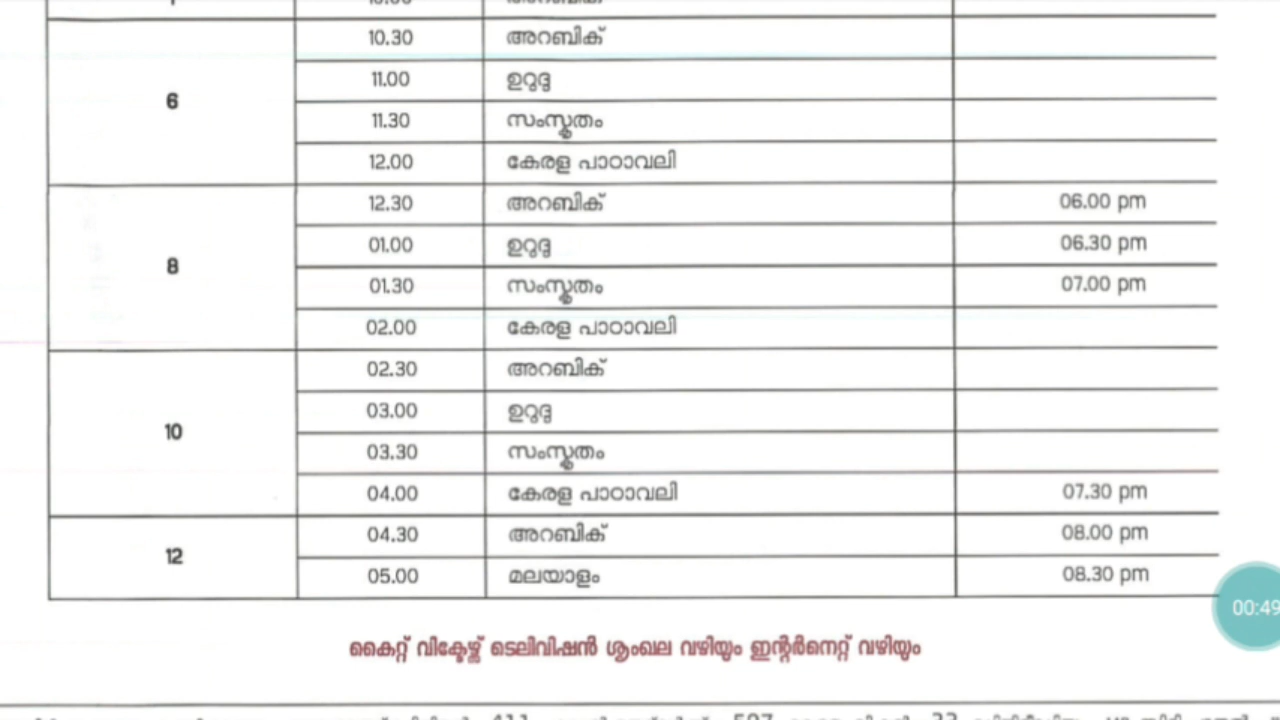 6
10.30 അറബിക്
11.00 ഉറുദു
11.30 സംസ്കൃതം
12.00 കേരള പാഠാവലി
8
12.30 അറബിക് 06.00 pm
01.00 ഉറുദു 06.30 pm
01.30 സംസ്കൃതം 07.00 pm
02.00 കേരള പാഠാവലി
10
02.30 അറബിക്
03.00 ഉറുദു
03.30 സംസ്കൃതം
04.00 കേരള പാഠാവലി 07.30 pm
12
04.30 അറബിക് 08.00 pm
05.00 മലയാളം 08.30 pm
00:49
കൈറ്റ് വിക്ടേഴ്സ് ടെലിവിഷൻ ശൃംഖല വഴിയും ഇന്റർനെറ്റ് വഴിയും